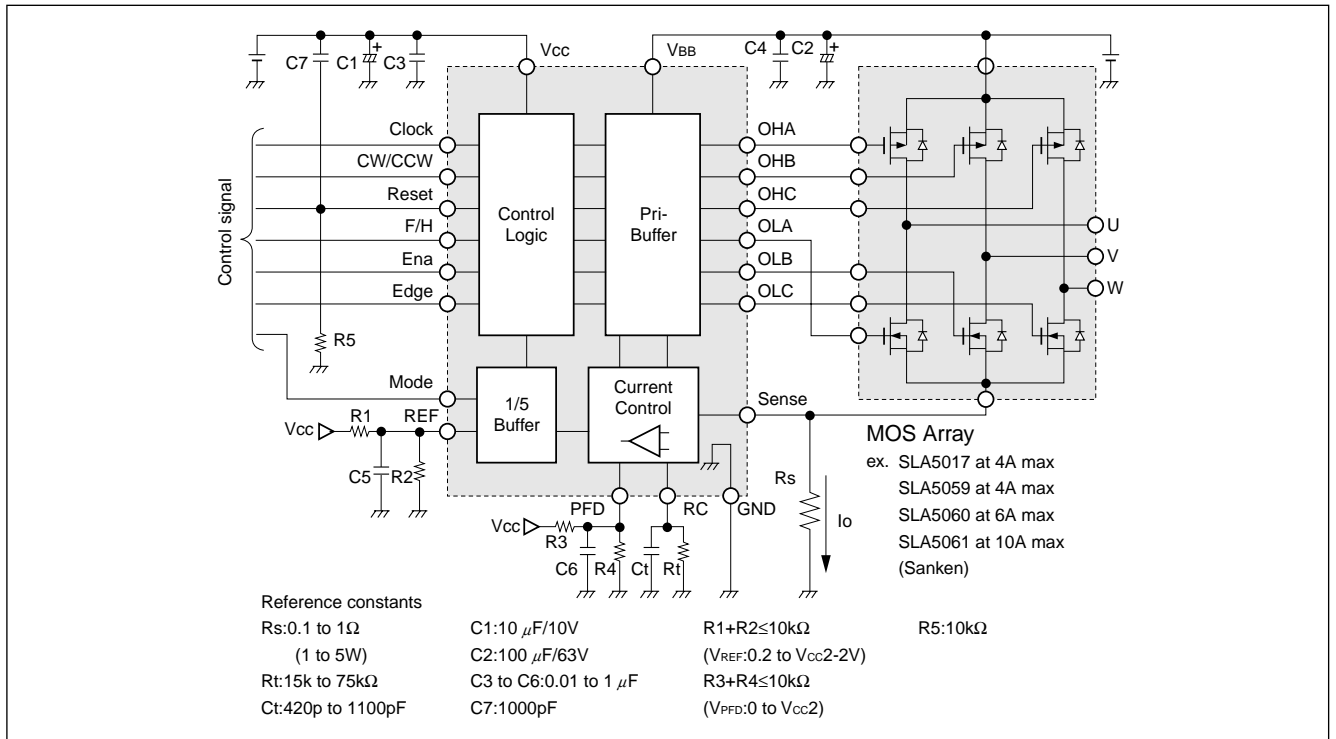 Vcc
VBB
C7
C1
+
C3
C4
C2
+
Control signal
Clock
CW/CCW
Reset
F/H
Ena
Edge
R5
Mode
REF
Vcc
R1
C5
R2
Control
Logic
Pri-
Buffer
1/5
Buffer
Current
Control
OHA
OHB
OHC
OLA
OLB
OLC
Sense
U
V
W
PFD
RC
GND
Vcc
R3
C6
R4
Ct
Rt
Rs
Io
MOS Array
ex. SLA5017 at 4A max
SLA5059 at 4A max
SLA5060 at 6A max
SLA5061 at 10A max
(Sanken)
Reference constants
Rs:0.1 to 1Ω
(1 to 5W)
Rt:15k to 75kΩ
Ct:420p to 1100pF
C1:10 μF/10V
C2:100 μF/63V
C3 to C6:0.01 to 1 μF
C7:1000pF
R1+R2≤10kΩ
(VREF:0.2 to VCC2-2V)
R3+R4≤10kΩ
(VPFD:0 to VCC2)
R5:10kΩ